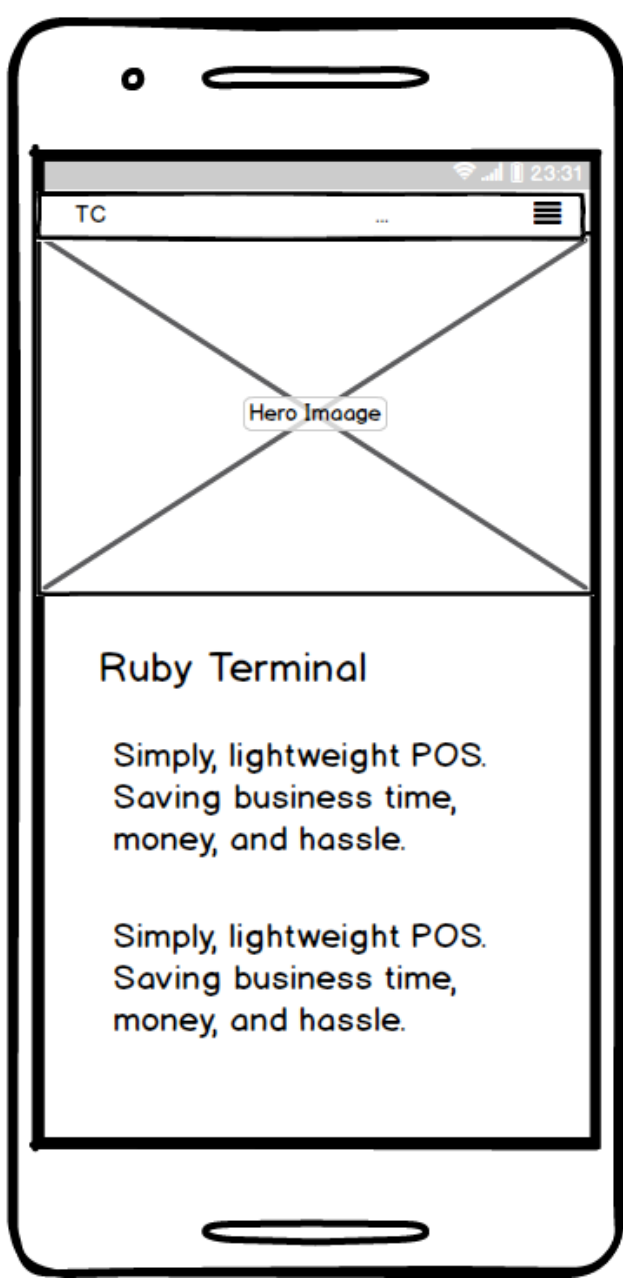 23:31
TC ...
Hero Imaage
Ruby Terminal
Simply, lightweight POS.
Saving business time,
money, and hassle.
Simply, lightweight POS.
Saving business time,
money, and hassle.